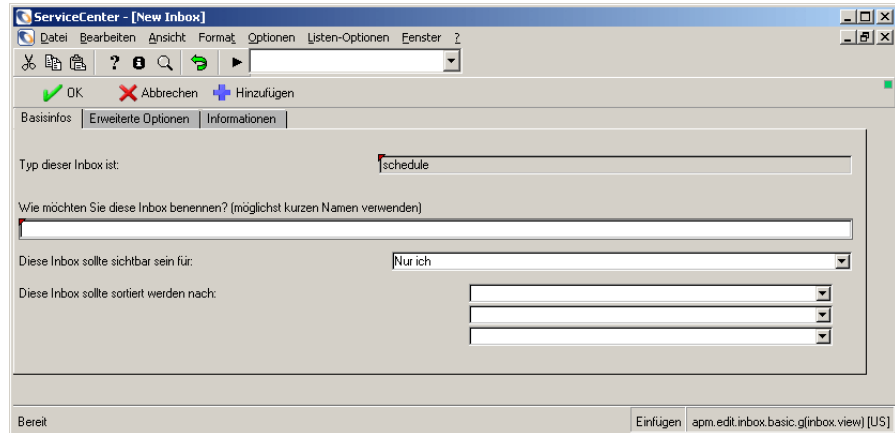 ServiceCenter - [New Inbox]
Datei Bearbeiten Ansicht Format Optionen Listen-Optionen Fenster ?
OK Abbrechen Hinzufügen
Basisinfos Erweiterte Optionen Informationen
Typ dieser Inbox ist: schedule
Wie möchten Sie diese Inbox benennen? (möglichst kurzen Namen verwenden)
Diese Inbox sollte sichtbar sein für: Nur ich
Diese Inbox sollte sortiert werden nach:
Bereit Einfügen apm.edit.inbox.basic.g(inbox.view) [US]